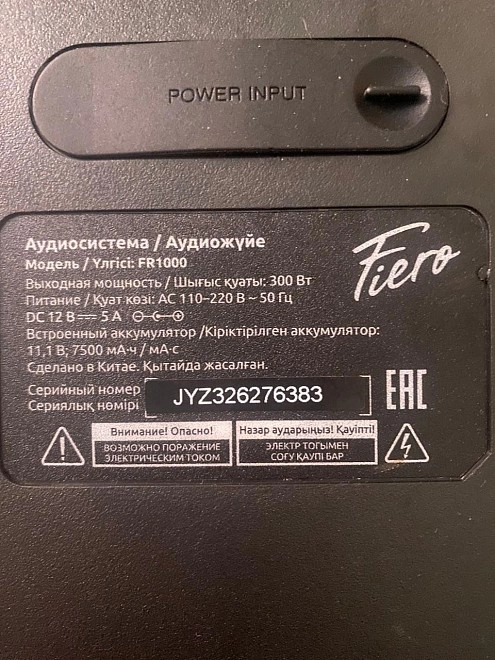 POWER INPUT
Аудиосистема / Аудиожүйе
Fiero
Модель / Үлгісі: FR1000
Выходная мощность / Шығыс қуаты: 300 Вт
Питание / Қуат көзі: AC 110–220 В ~ 50 Гц
DC 12 В ⎓ 5 А
Встроенный аккумулятор /Кіріктірілген аккумулятор:
11,1 В; 7500 мА·ч / мА·с
Сделано в Китае. Қытайда жасалған.
Серийный номер
Сериялық нөмірі
JYZ326276383
EAC
Внимание! Опасно!
ВОЗМОЖНО ПОРАЖЕНИЕ
ЭЛЕКТРИЧЕСКИМ ТОКОМ
Назар аударыңыз! Қауіпті!
ЭЛЕКТР ТОГЫМЕН
СОҒУ ҚАУПІ БАР